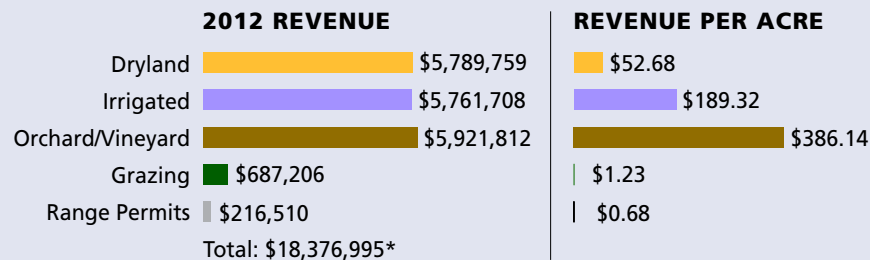 2012 REVENUE REVENUE PER ACRE
Dryland $5,789,759 $52.68
Irrigated $5,761,708 $189.32
Orchard/Vineyard $5,921,812 $386.14
Grazing $687,206 $1.23
Range Permits $216,510 $0.68
Total: $18,376,995*